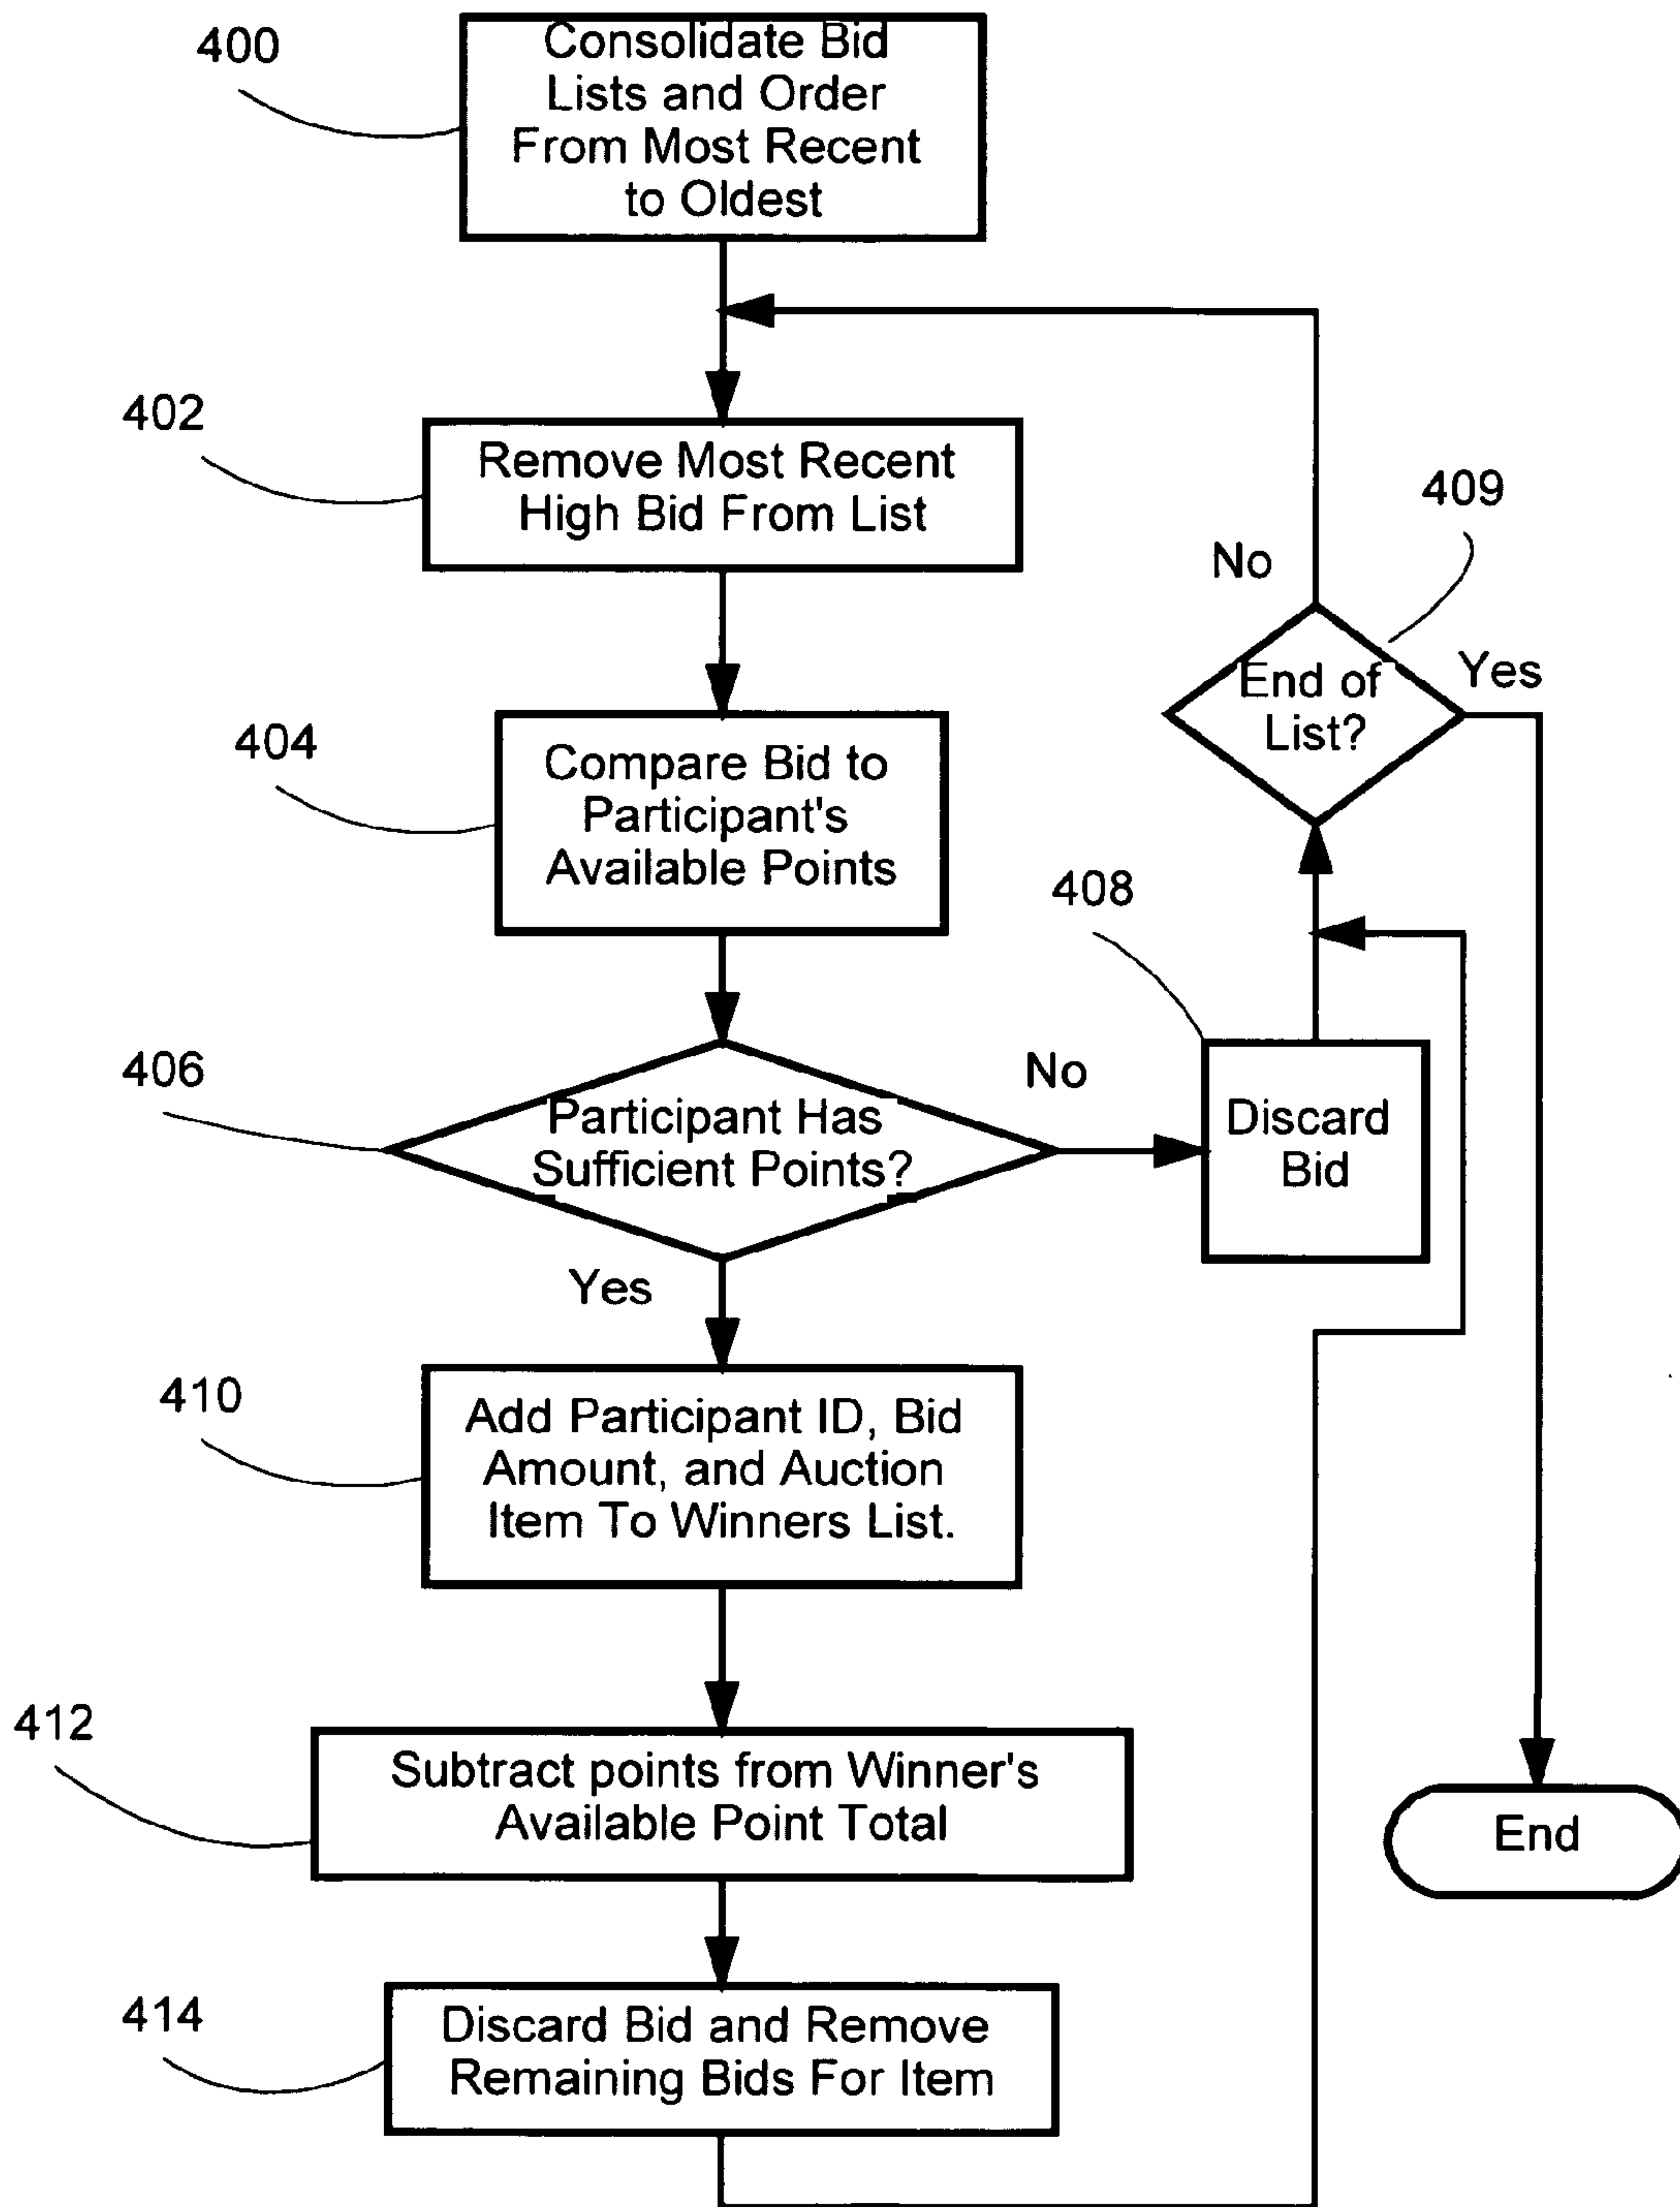 400
Consolidate Bid
Lists and Order
From Most Recent
to Oldest
402
Remove Most Recent
High Bid From List
409
No
End of
List?
Yes
404
Compare Bid to
Participant's
Available Points
408
406
Participant Has
Sufficient Points?
No
Discard
Bid
Yes
410
Add Participant ID, Bid
Amount, and Auction
Item To Winners List.
412
Subtract points from Winner's
Available Point Total
End
414
Discard Bid and Remove
Remaining Bids For Item